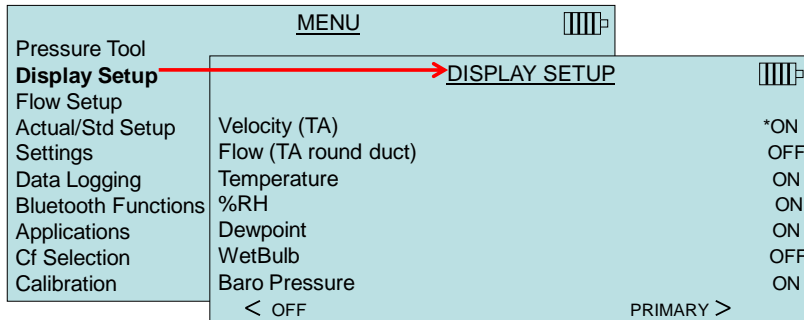 MENU
Pressure Tool
Display Setup
Flow Setup
Actual/Std Setup
Settings
Data Logging
Bluetooth Functions
Applications
Cf Selection
Calibration
DISPLAY SETUP
Velocity (TA) *ON
Flow (TA round duct) OFF
Temperature ON
%RH ON
Dewpoint ON
WetBulb OFF
Baro Pressure ON
< OFF PRIMARY >